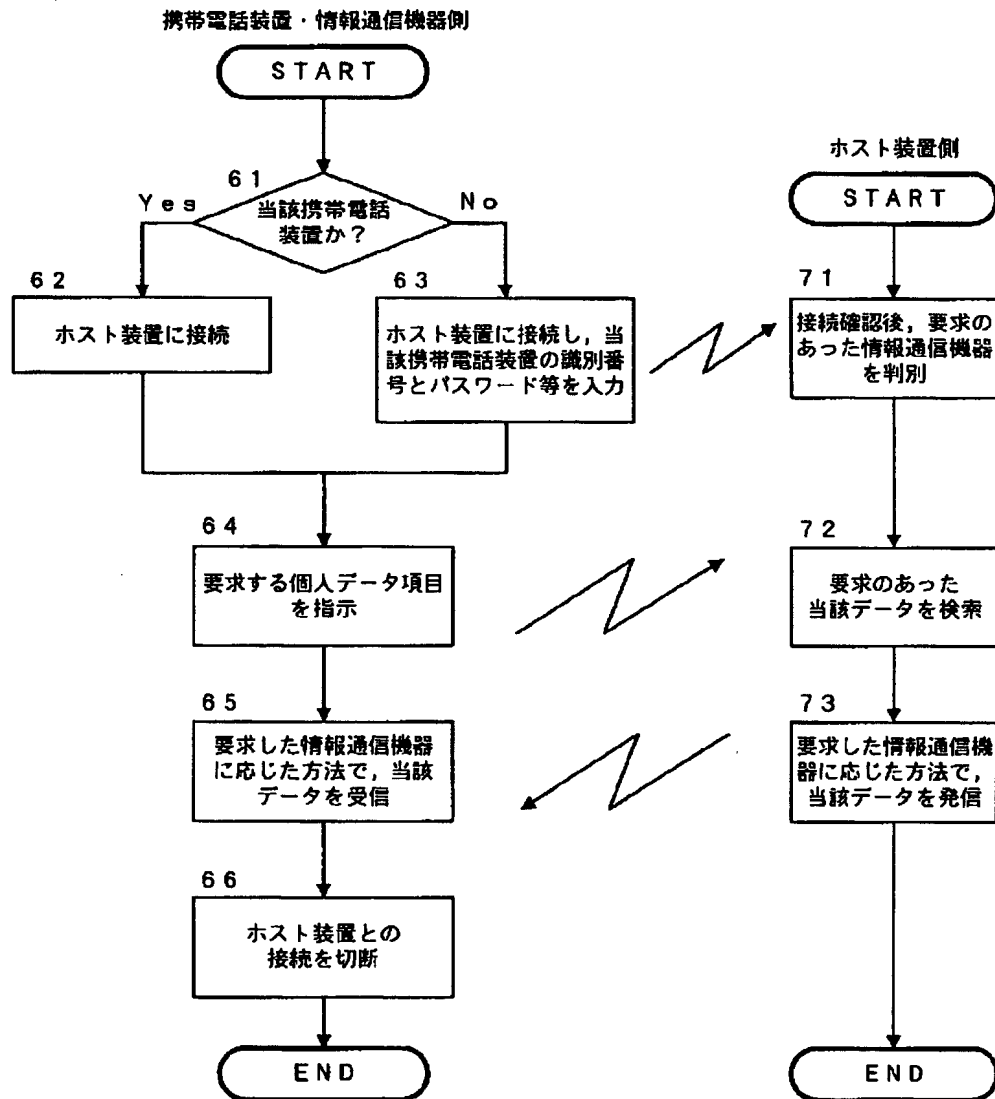 携帯電話装置・情報通信機器側
START
61
Yes
No
当該携帯電話
装置か？
62
ホスト装置に接続
63
ホスト装置に接続し，当
該携帯電話装置の識別番
号とパスワード等を入力
64
要求する個人データ項目
を指示
65
要求した情報通信機器
に応じた方法で，当該
データを受信
66
ホスト装置との
接続を切断
END
ホスト装置側
START
71
接続確認後，要求の
あった情報通信機器
を判別
72
要求のあった
当該データを検索
73
要求した情報通信機
器に応じた方法で，
当該データを発信
END